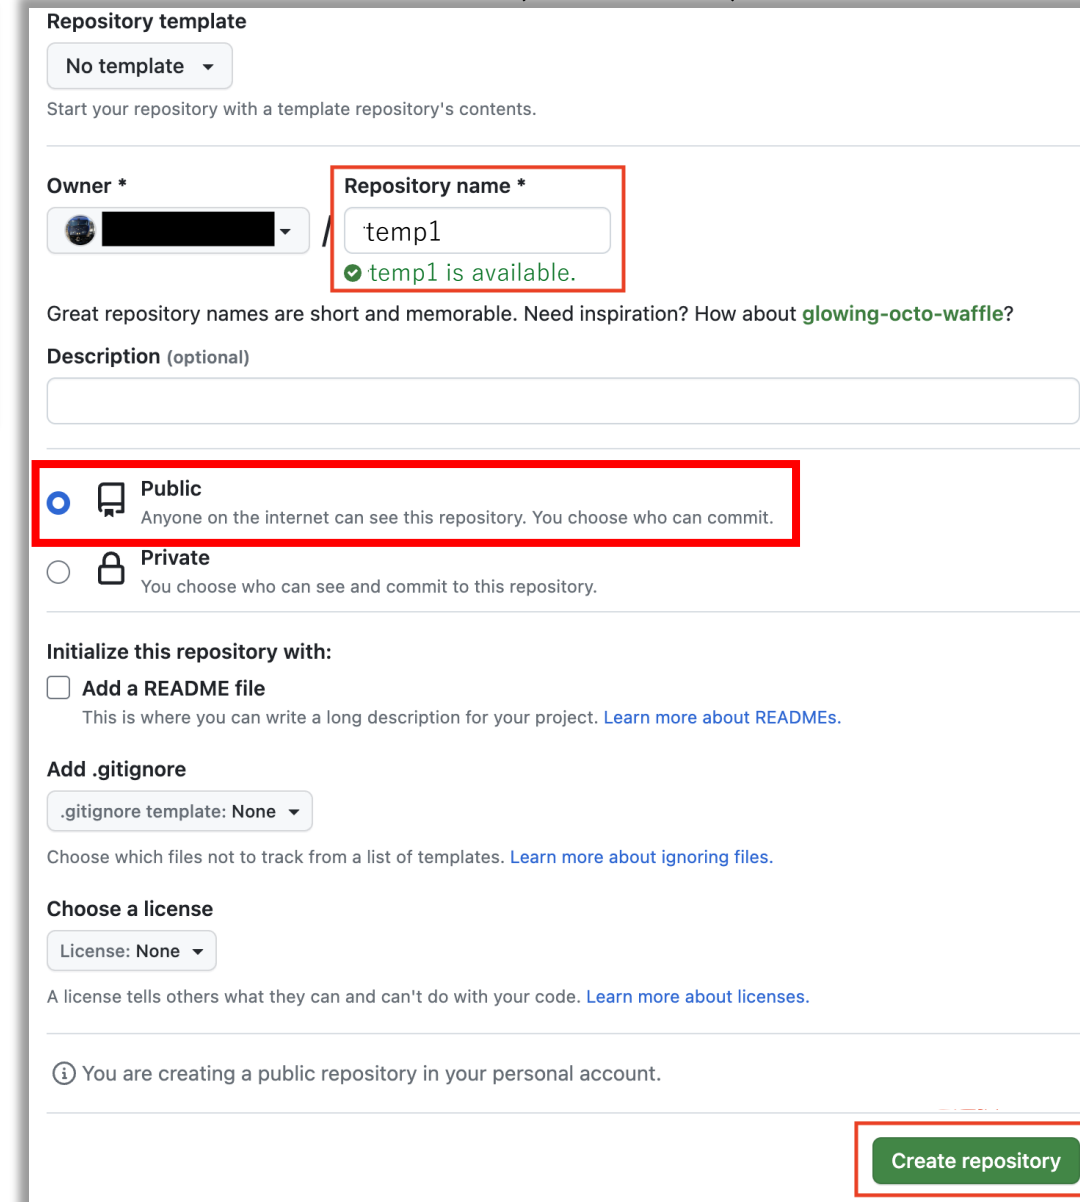 Repository template
No template
Start your repository with a template repository's contents.
Owner *
Repository name *
/
temp1
temp1 is available.
Great repository names are short and memorable. Need inspiration? How about glowing-octo-waffle?
Description (optional)
Public
Anyone on the internet can see this repository. You choose who can commit.
Private
You choose who can see and commit to this repository.
Initialize this repository with:
Add a README file
This is where you can write a long description for your project. Learn more about READMEs.
Add .gitignore
.gitignore template: None
Choose which files not to track from a list of templates. Learn more about ignoring files.
Choose a license
License: None
A license tells others what they can and can't do with your code. Learn more about licenses.
You are creating a public repository in your personal account.
Create repository